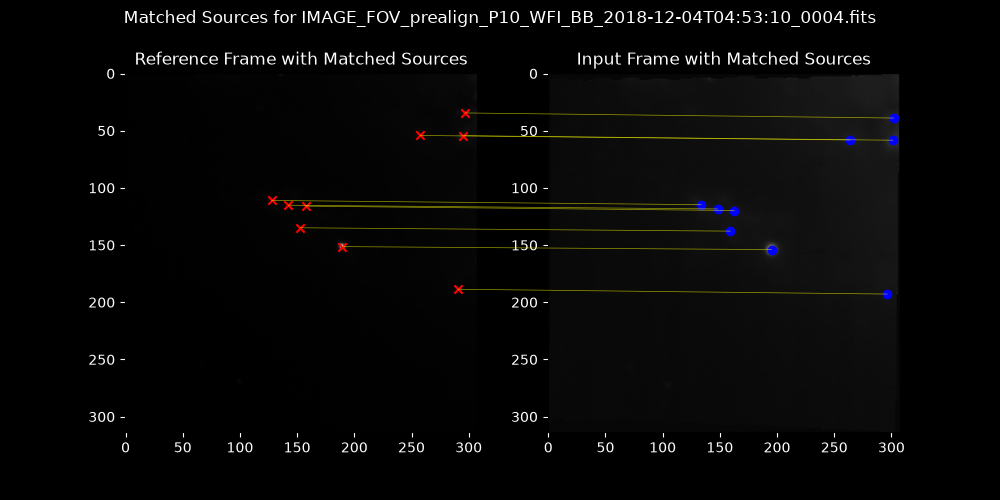 Matched Sources for IMAGE_FOV_prealign_P10_WFI_BB_2018-12-04T04:53:10_0004.fits
Reference Frame with Matched Sources
0
50
100
150
200
250
300
0 50 100 150 200 250 300
Input Frame with Matched Sources
0
50
100
150
200
250
300
0 50 100 150 200 250 300